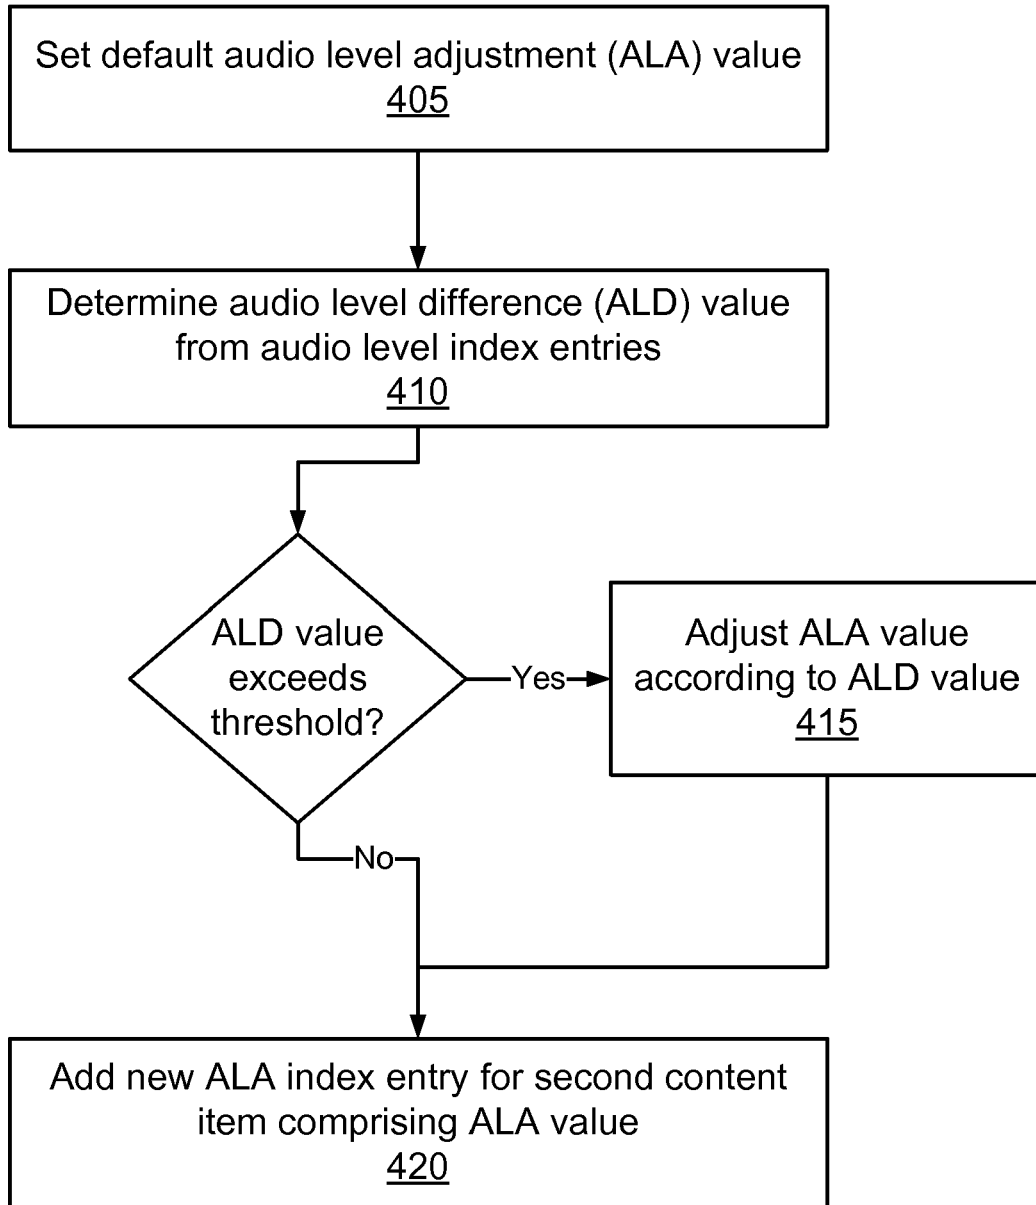 Set default audio level adjustment (ALA) value
405
Determine audio level difference (ALD) value
from audio level index entries
410
ALD value
exceeds
threshold?
Yes
Adjust ALA value
according to ALD value
415
No
Add new ALA index entry for second content
item comprising ALA value
420